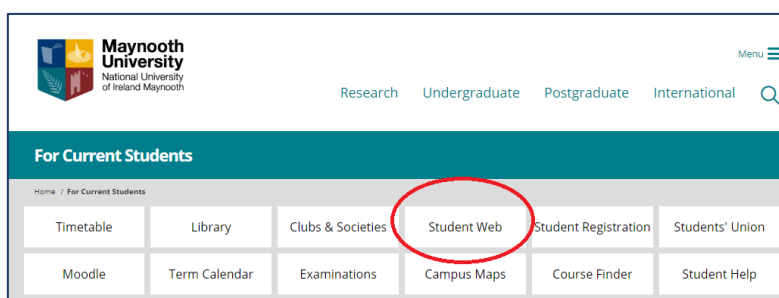 Maynooth
University
National University
of Ireland Maynooth
Menu
Research Undergraduate Postgraduate International
For Current Students
Home / For Current Students
Timetable Library Clubs & Societies Student Web Student Registration Students' Union
Moodle Term Calendar Examinations Campus Maps Course Finder Student Help